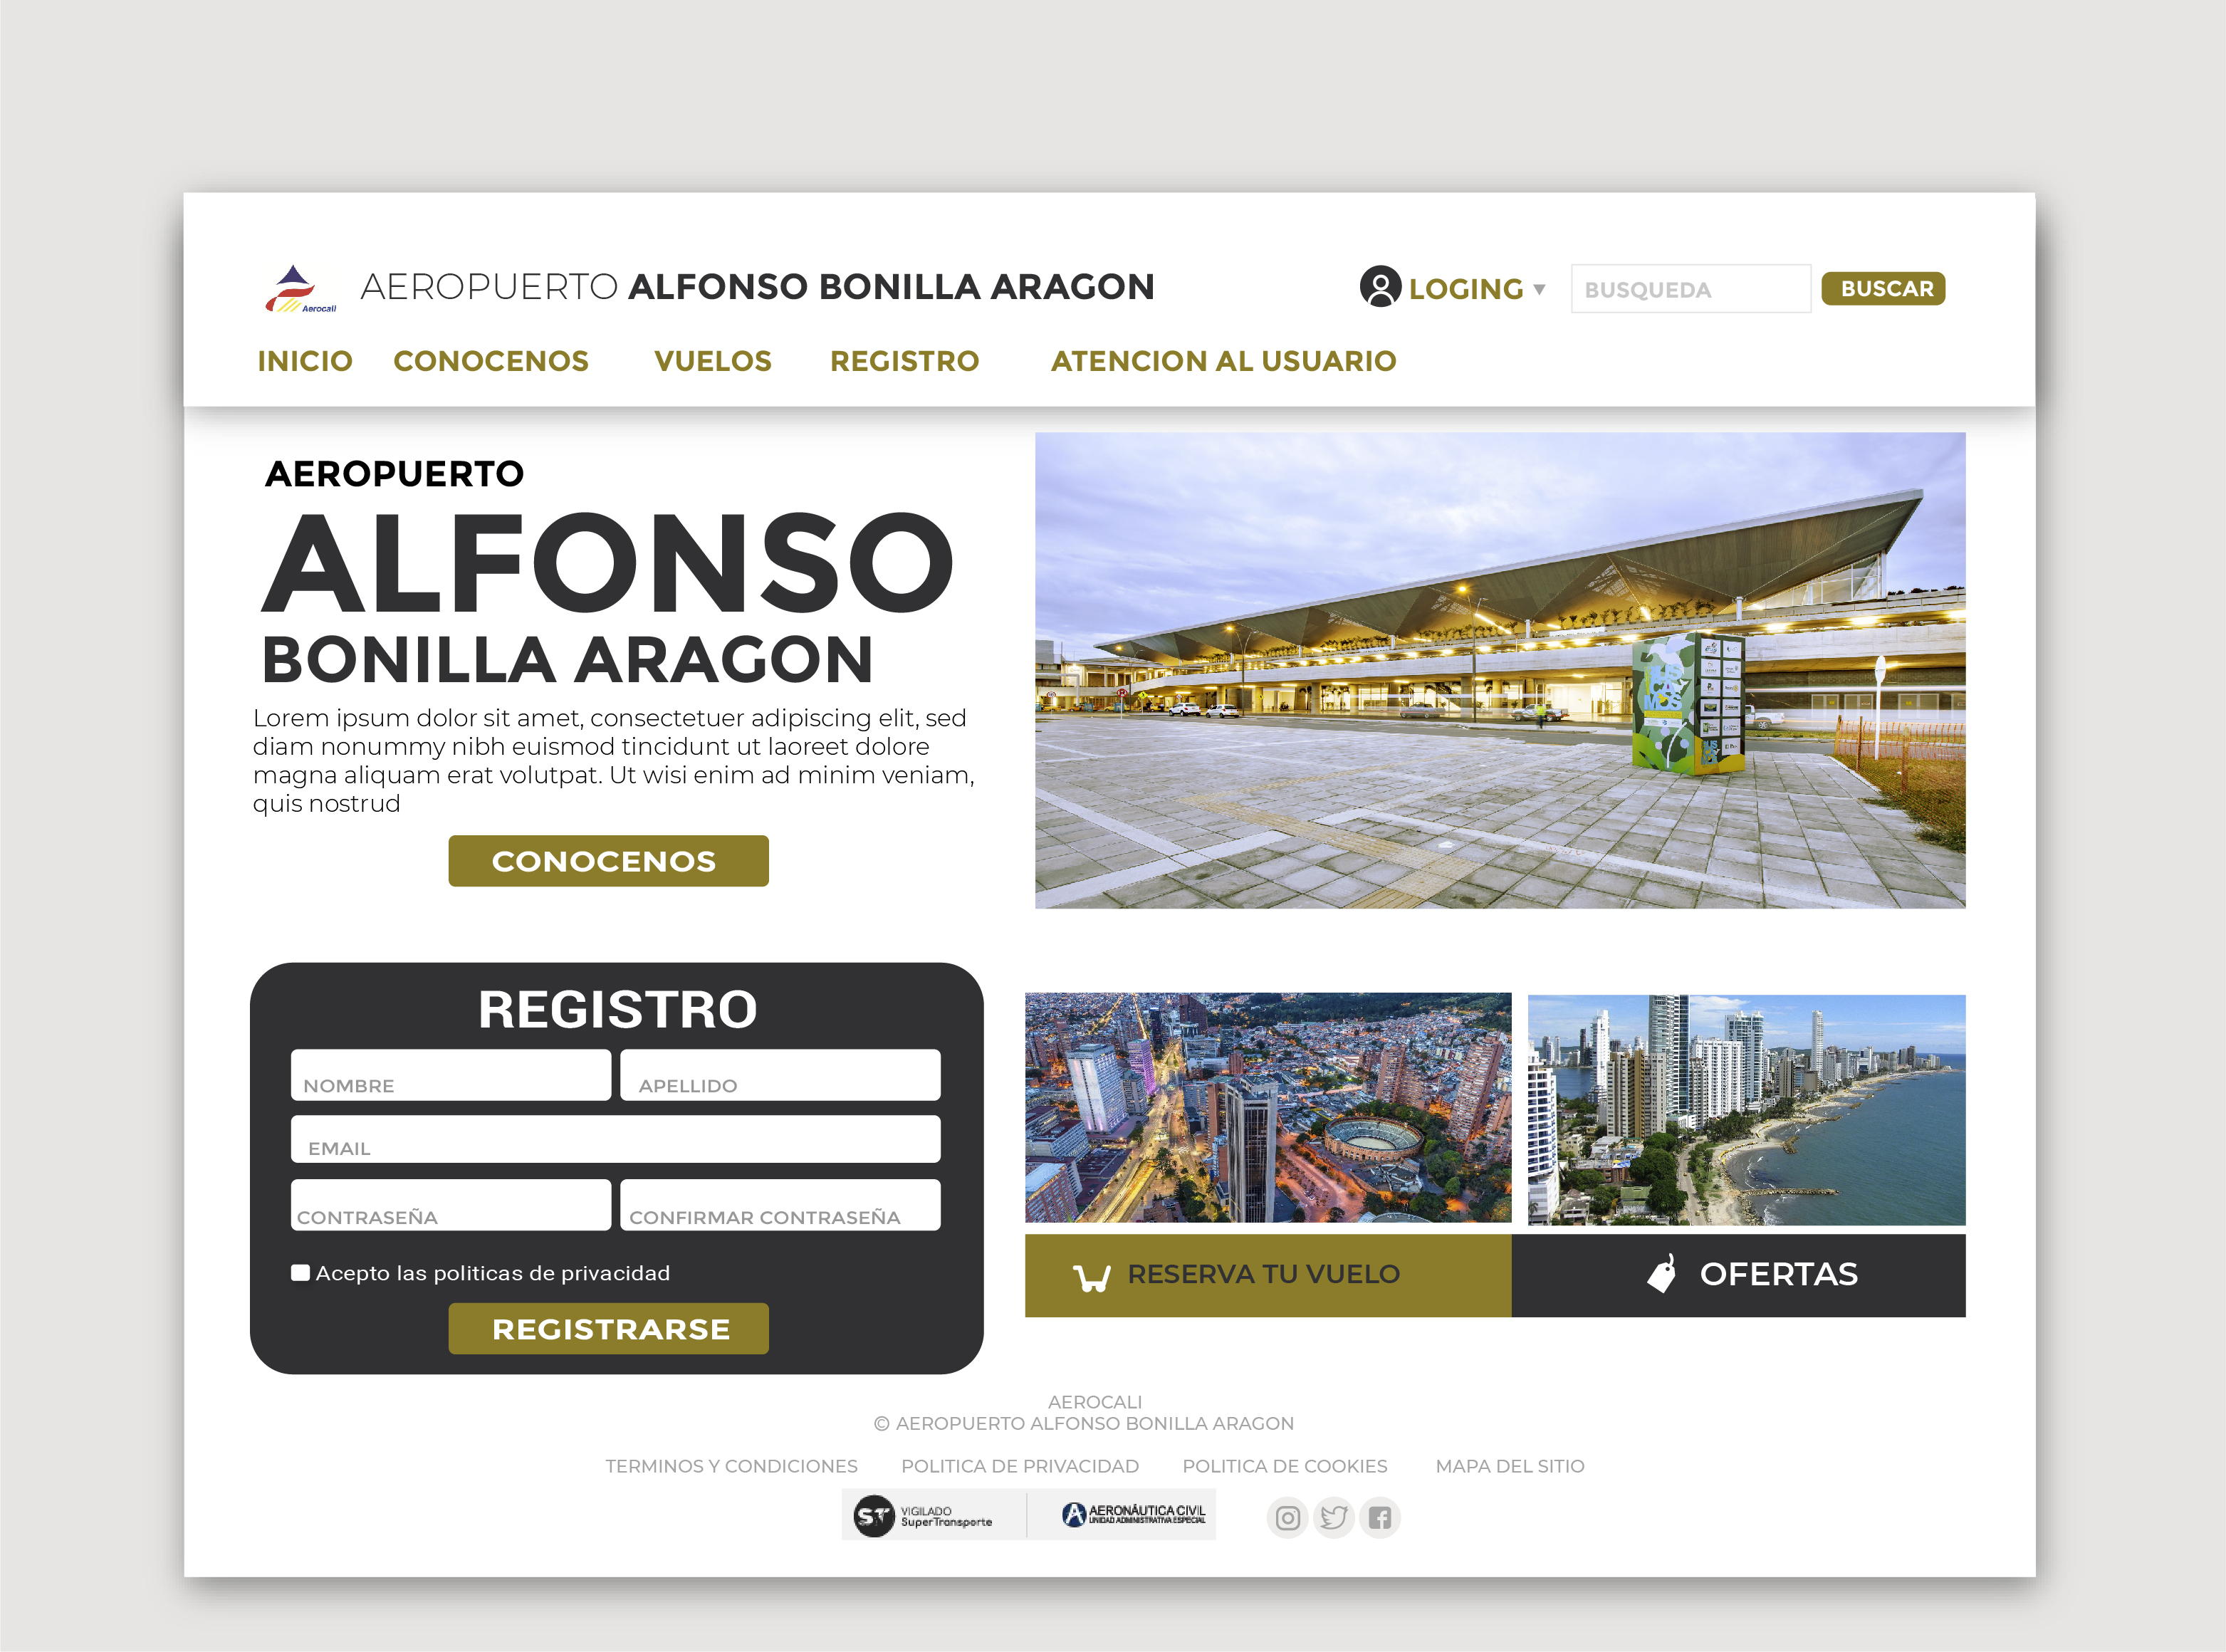 Aerocali
AEROPUERTO ALFONSO BONILLA ARAGON
LOGING
BUSQUEDA
BUSCAR
INICIO CONOCENOS VUELOS REGISTRO ATENCION AL USUARIO
AEROPUERTO
ALFONSO
BONILLA ARAGON
Lorem ipsum dolor sit amet, consectetuer adipiscing elit, sed
diam nonummy nibh euismod tincidunt ut laoreet dolore
magna aliquam erat volutpat. Ut wisi enim ad minim veniam,
quis nostrud
CONOCENOS
REGISTRO
NOMBRE APELLIDO
EMAIL
CONTRASEÑA CONFIRMAR CONTRASEÑA
Acepto las politicas de privacidad
REGISTRARSE
RESERVA TU VUELO
OFERTAS
AEROCALI
© AEROPUERTO ALFONSO BONILLA ARAGON
TERMINOS Y CONDICIONES POLITICA DE PRIVACIDAD POLITICA DE COOKIES MAPA DEL SITIO
ST VIGILADO
SuperTransporte
AERONÁUTICA CIVIL
UNIDAD ADMINISTRATIVA ESPECIAL